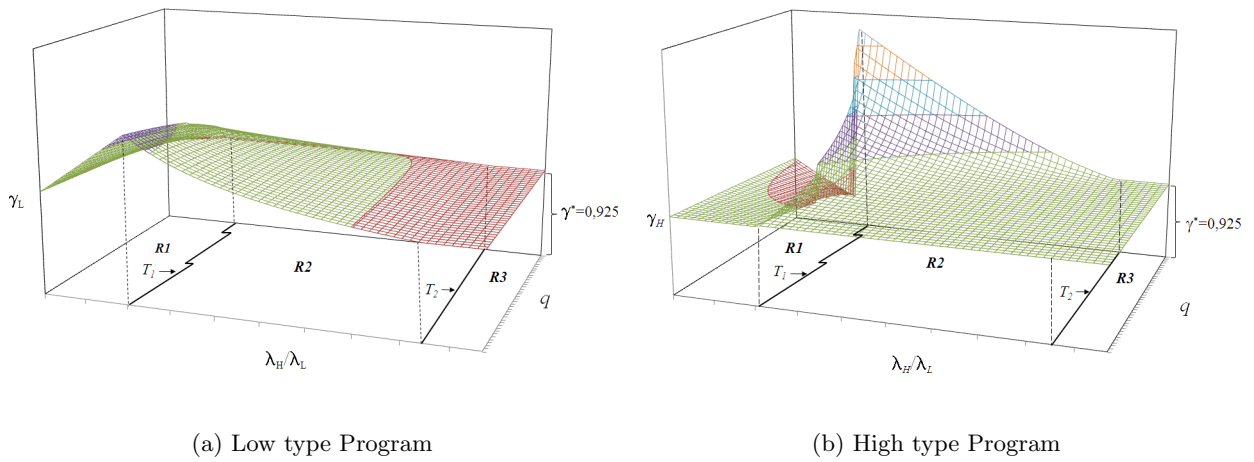 γL
γ*=0,925
R1
R2
R3
T1
T2
q
λH/λL
(a) Low type Program
γH
γ*=0,925
R1
R2
R3
T1
T2
q
λH/λL
(b) High type Program